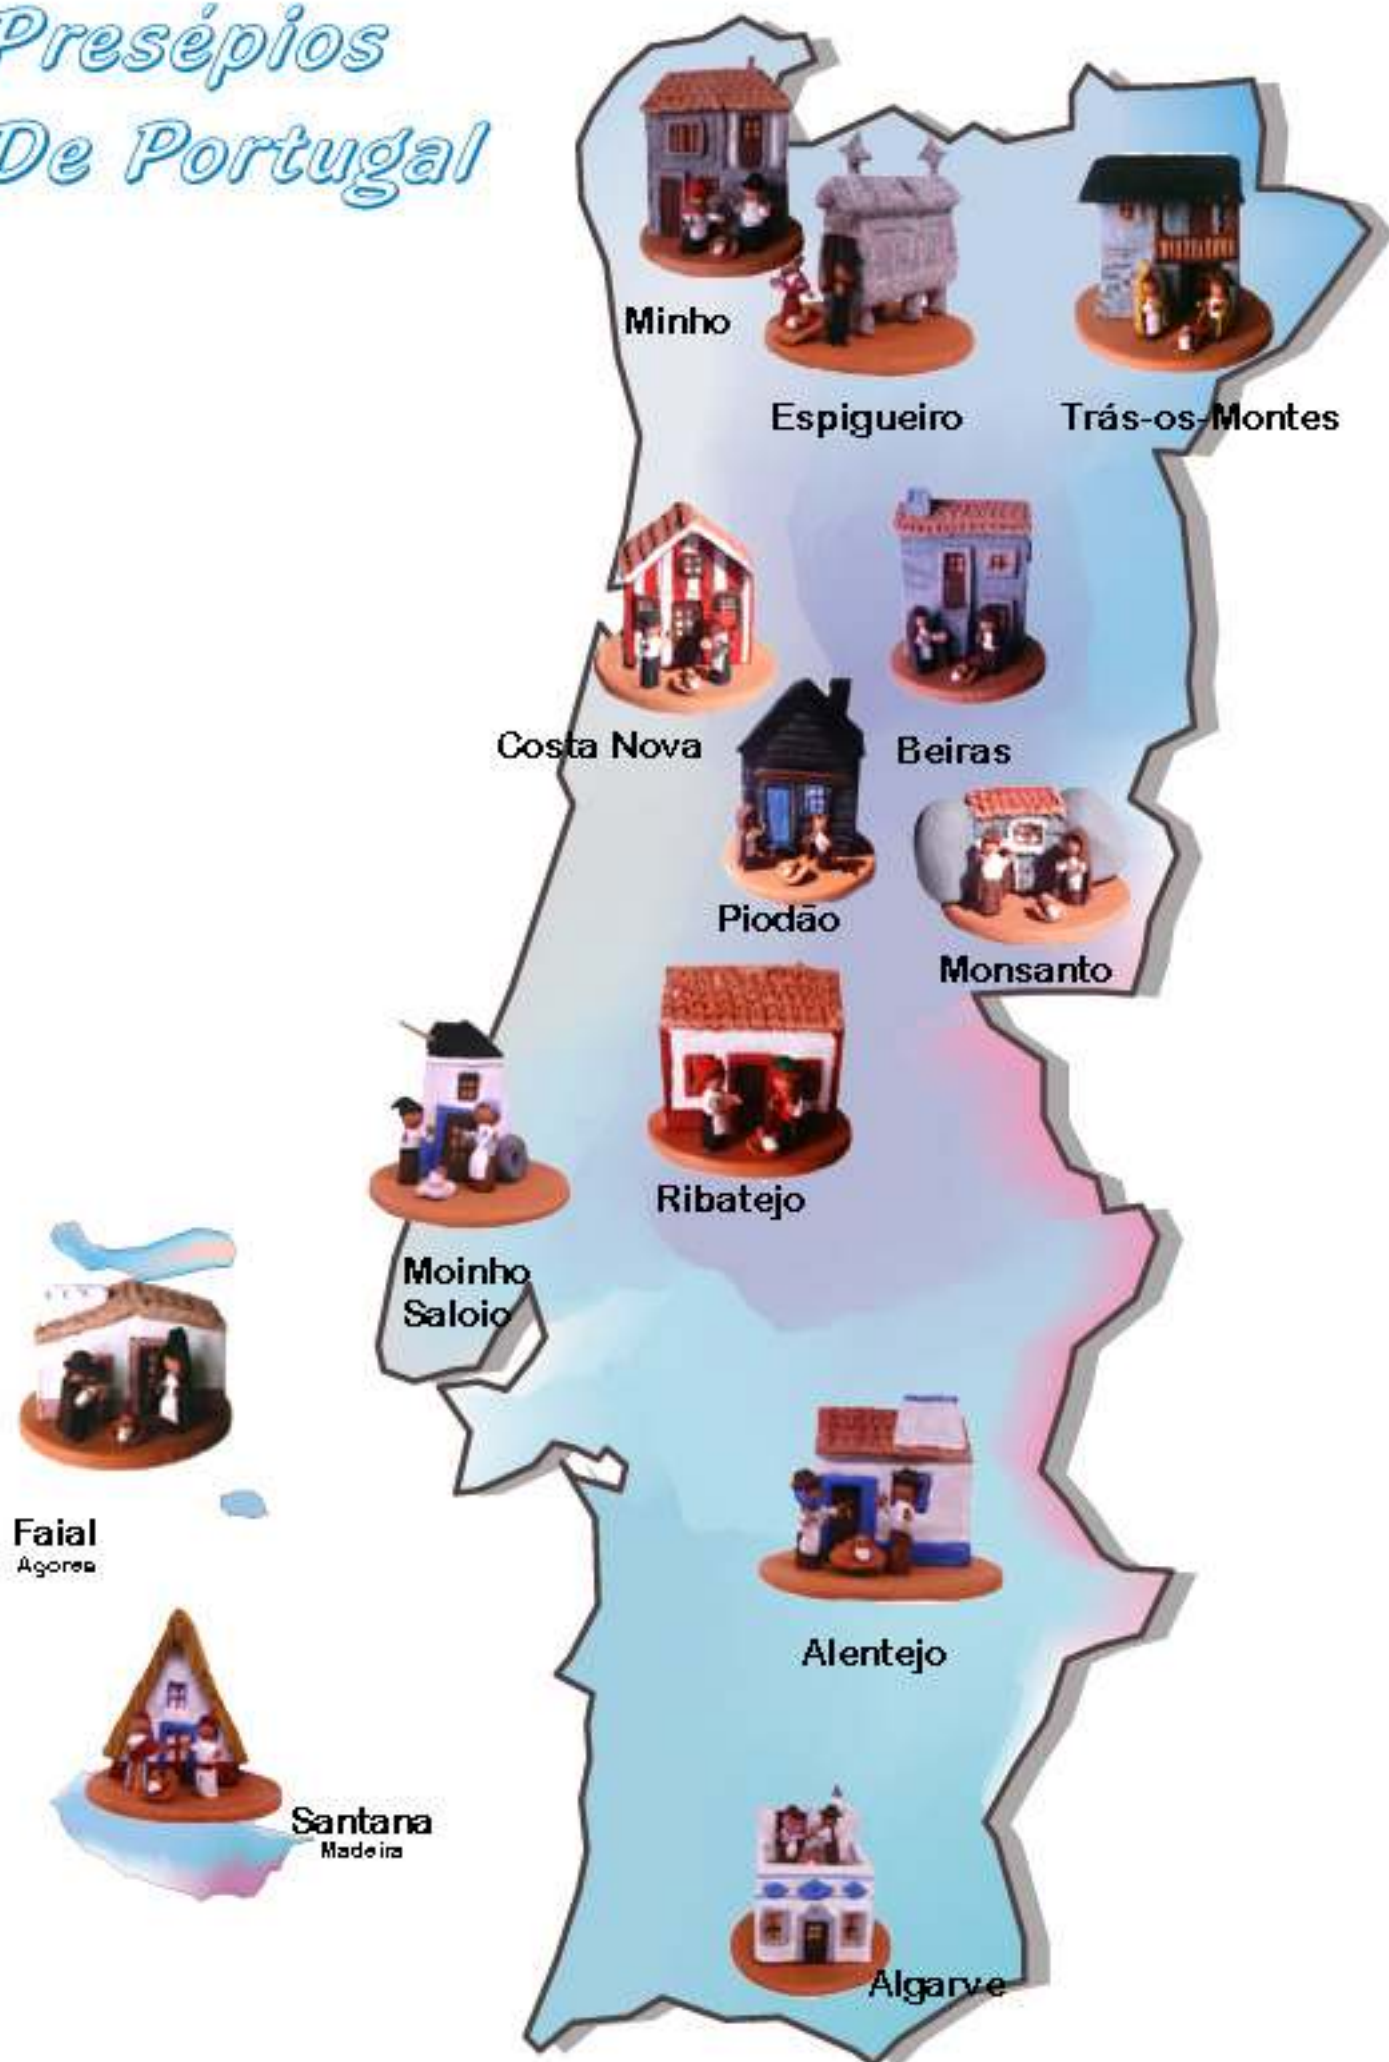 Presépios
De Portugal
Minho
Espigueiro
Trás-os-Montes
Costa Nova
Beiras
Piodão
Monsanto
Ribatejo
Moinho
Saloio
Faial
Açores
Alentejo
Santana
Madeira
Algarve